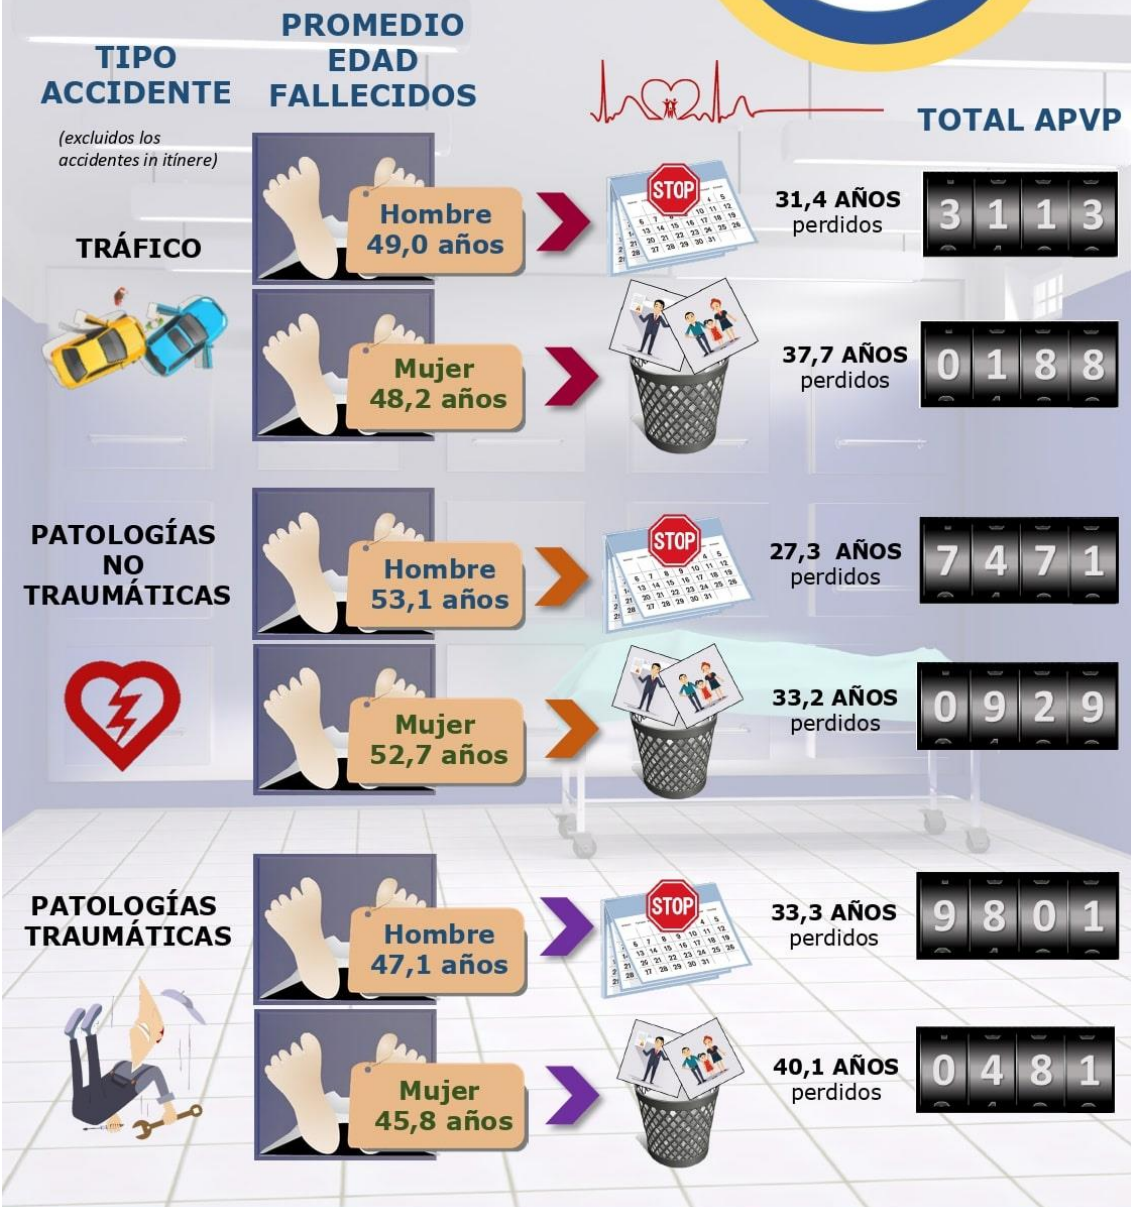 TIPO
ACCIDENTE
(excluidos los
accidentes in itínere)
PROMEDIO
EDAD
FALLECIDOS
TOTAL APVP
TRÁFICO
Hombre
49,0 años
STOP
31,4 AÑOS
perdidos
3113
Mujer
48,2 años
37,7 AÑOS
perdidos
0188
PATOLOGÍAS
NO
TRAUMÁTICAS
Hombre
53,1 años
STOP
27,3 AÑOS
perdidos
7471
Mujer
52,7 años
33,2 AÑOS
perdidos
0929
PATOLOGÍAS
TRAUMÁTICAS
Hombre
47,1 años
STOP
33,3 AÑOS
perdidos
9801
Mujer
45,8 años
40,1 AÑOS
perdidos
0481